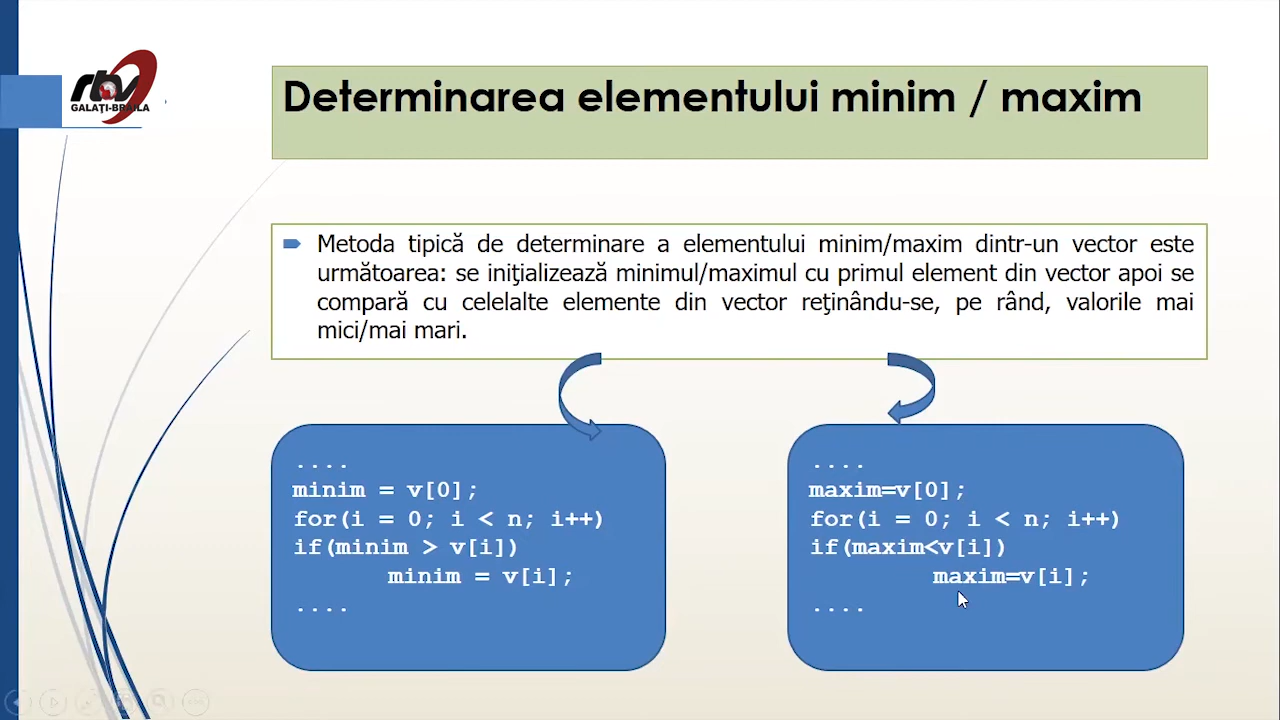 rtv
GALAȚI-BRĂILA
Determinarea elementului minim / maxim
Metoda tipică de determinare a elementului minim/maxim dintr-un vector este
următoarea: se iniţializează minimul/maximul cu primul element din vector apoi se
compară cu celelalte elemente din vector reţinându-se, pe rând, valorile mai
mici/mai mari.
....
minim = v[0];
for(i = 0; i < n; i++)
if(minim > v[i])
minim = v[i];
....
....
maxim=v[0];
for(i = 0; i < n; i++)
if(maxim<v[i])
maxim=v[i];
....